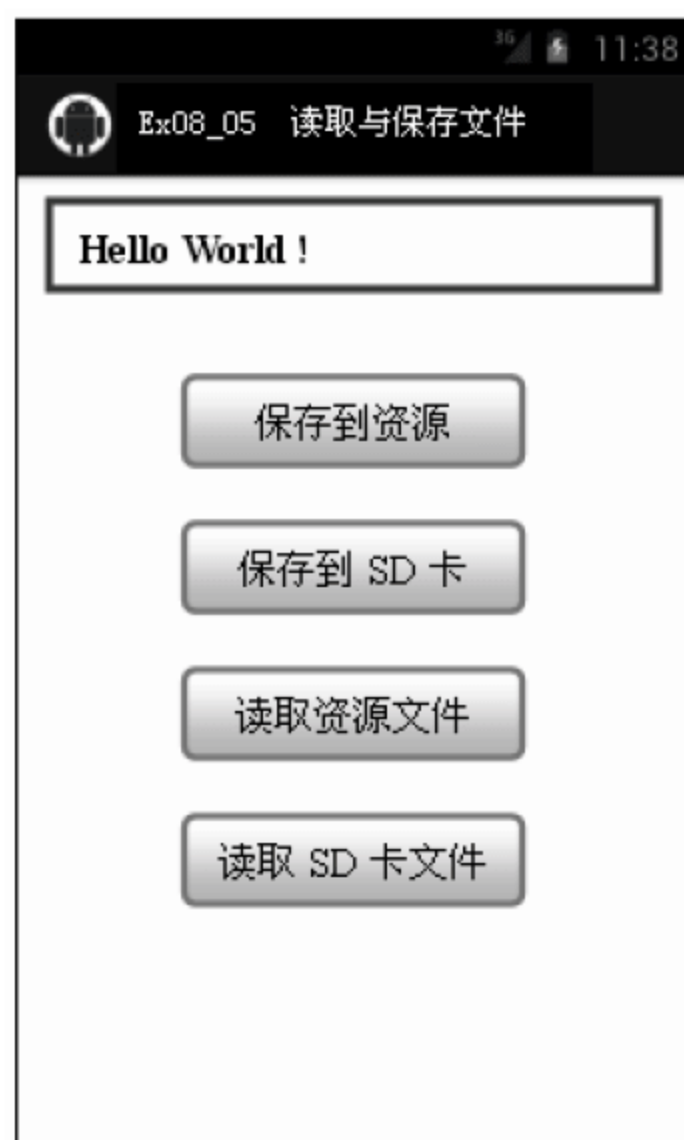 3G 11:38
Ex08_05 读取与保存文件
Hello World !
保存到资源
保存到 SD 卡
读取资源文件
读取 SD 卡文件